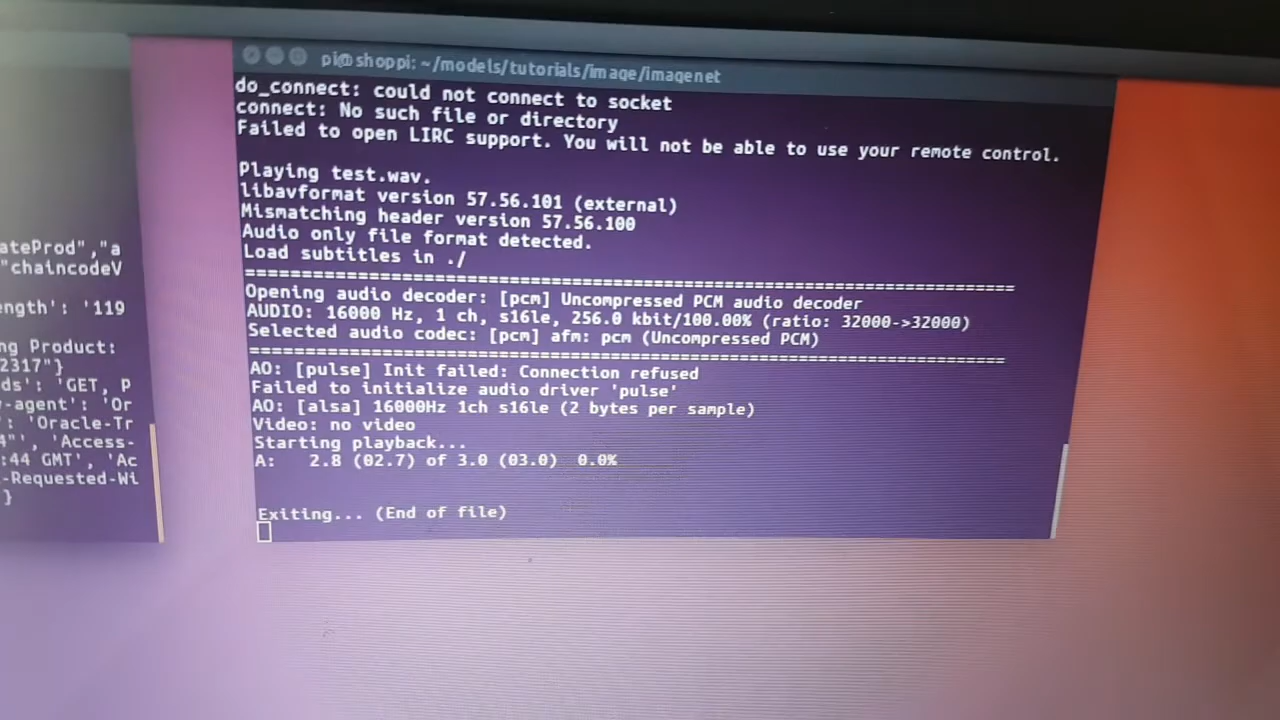 pi@shoppi: ~/models/tutorials/image/imagenet
do_connect: could not connect to socket
connect: No such file or directory
Failed to open LIRC support. You will not be able to use your remote control.
Playing test.wav.
libavformat version 57.56.101 (external)
Mismatching header version 57.56.100
Audio only file format detected.
Load subtitles in ./
==========================================================================
Opening audio decoder: [pcm] Uncompressed PCM audio decoder
AUDIO: 16000 Hz, 1 ch, s16le, 256.0 kbit/100.00% (ratio: 32000->32000)
Selected audio codec: [pcm] afm: pcm (Uncompressed PCM)
==========================================================================
AO: [pulse] Init failed: Connection refused
Failed to initialize audio driver 'pulse'
AO: [alsa] 16000Hz 1ch s16le (2 bytes per sample)
Video: no video
Starting playback...
A:   2.8 (02.7) of 3.0 (03.0)  0.0%
Exiting... (End of file)
ateProd","a
"chaincodeV
ength': '119
ng Product:
2317"}
ds': 'GET, P
-agent': 'Or
': 'Oracle-Tr
4"', 'Access-
:44 GMT', 'Ac
-Requested-Wi
}